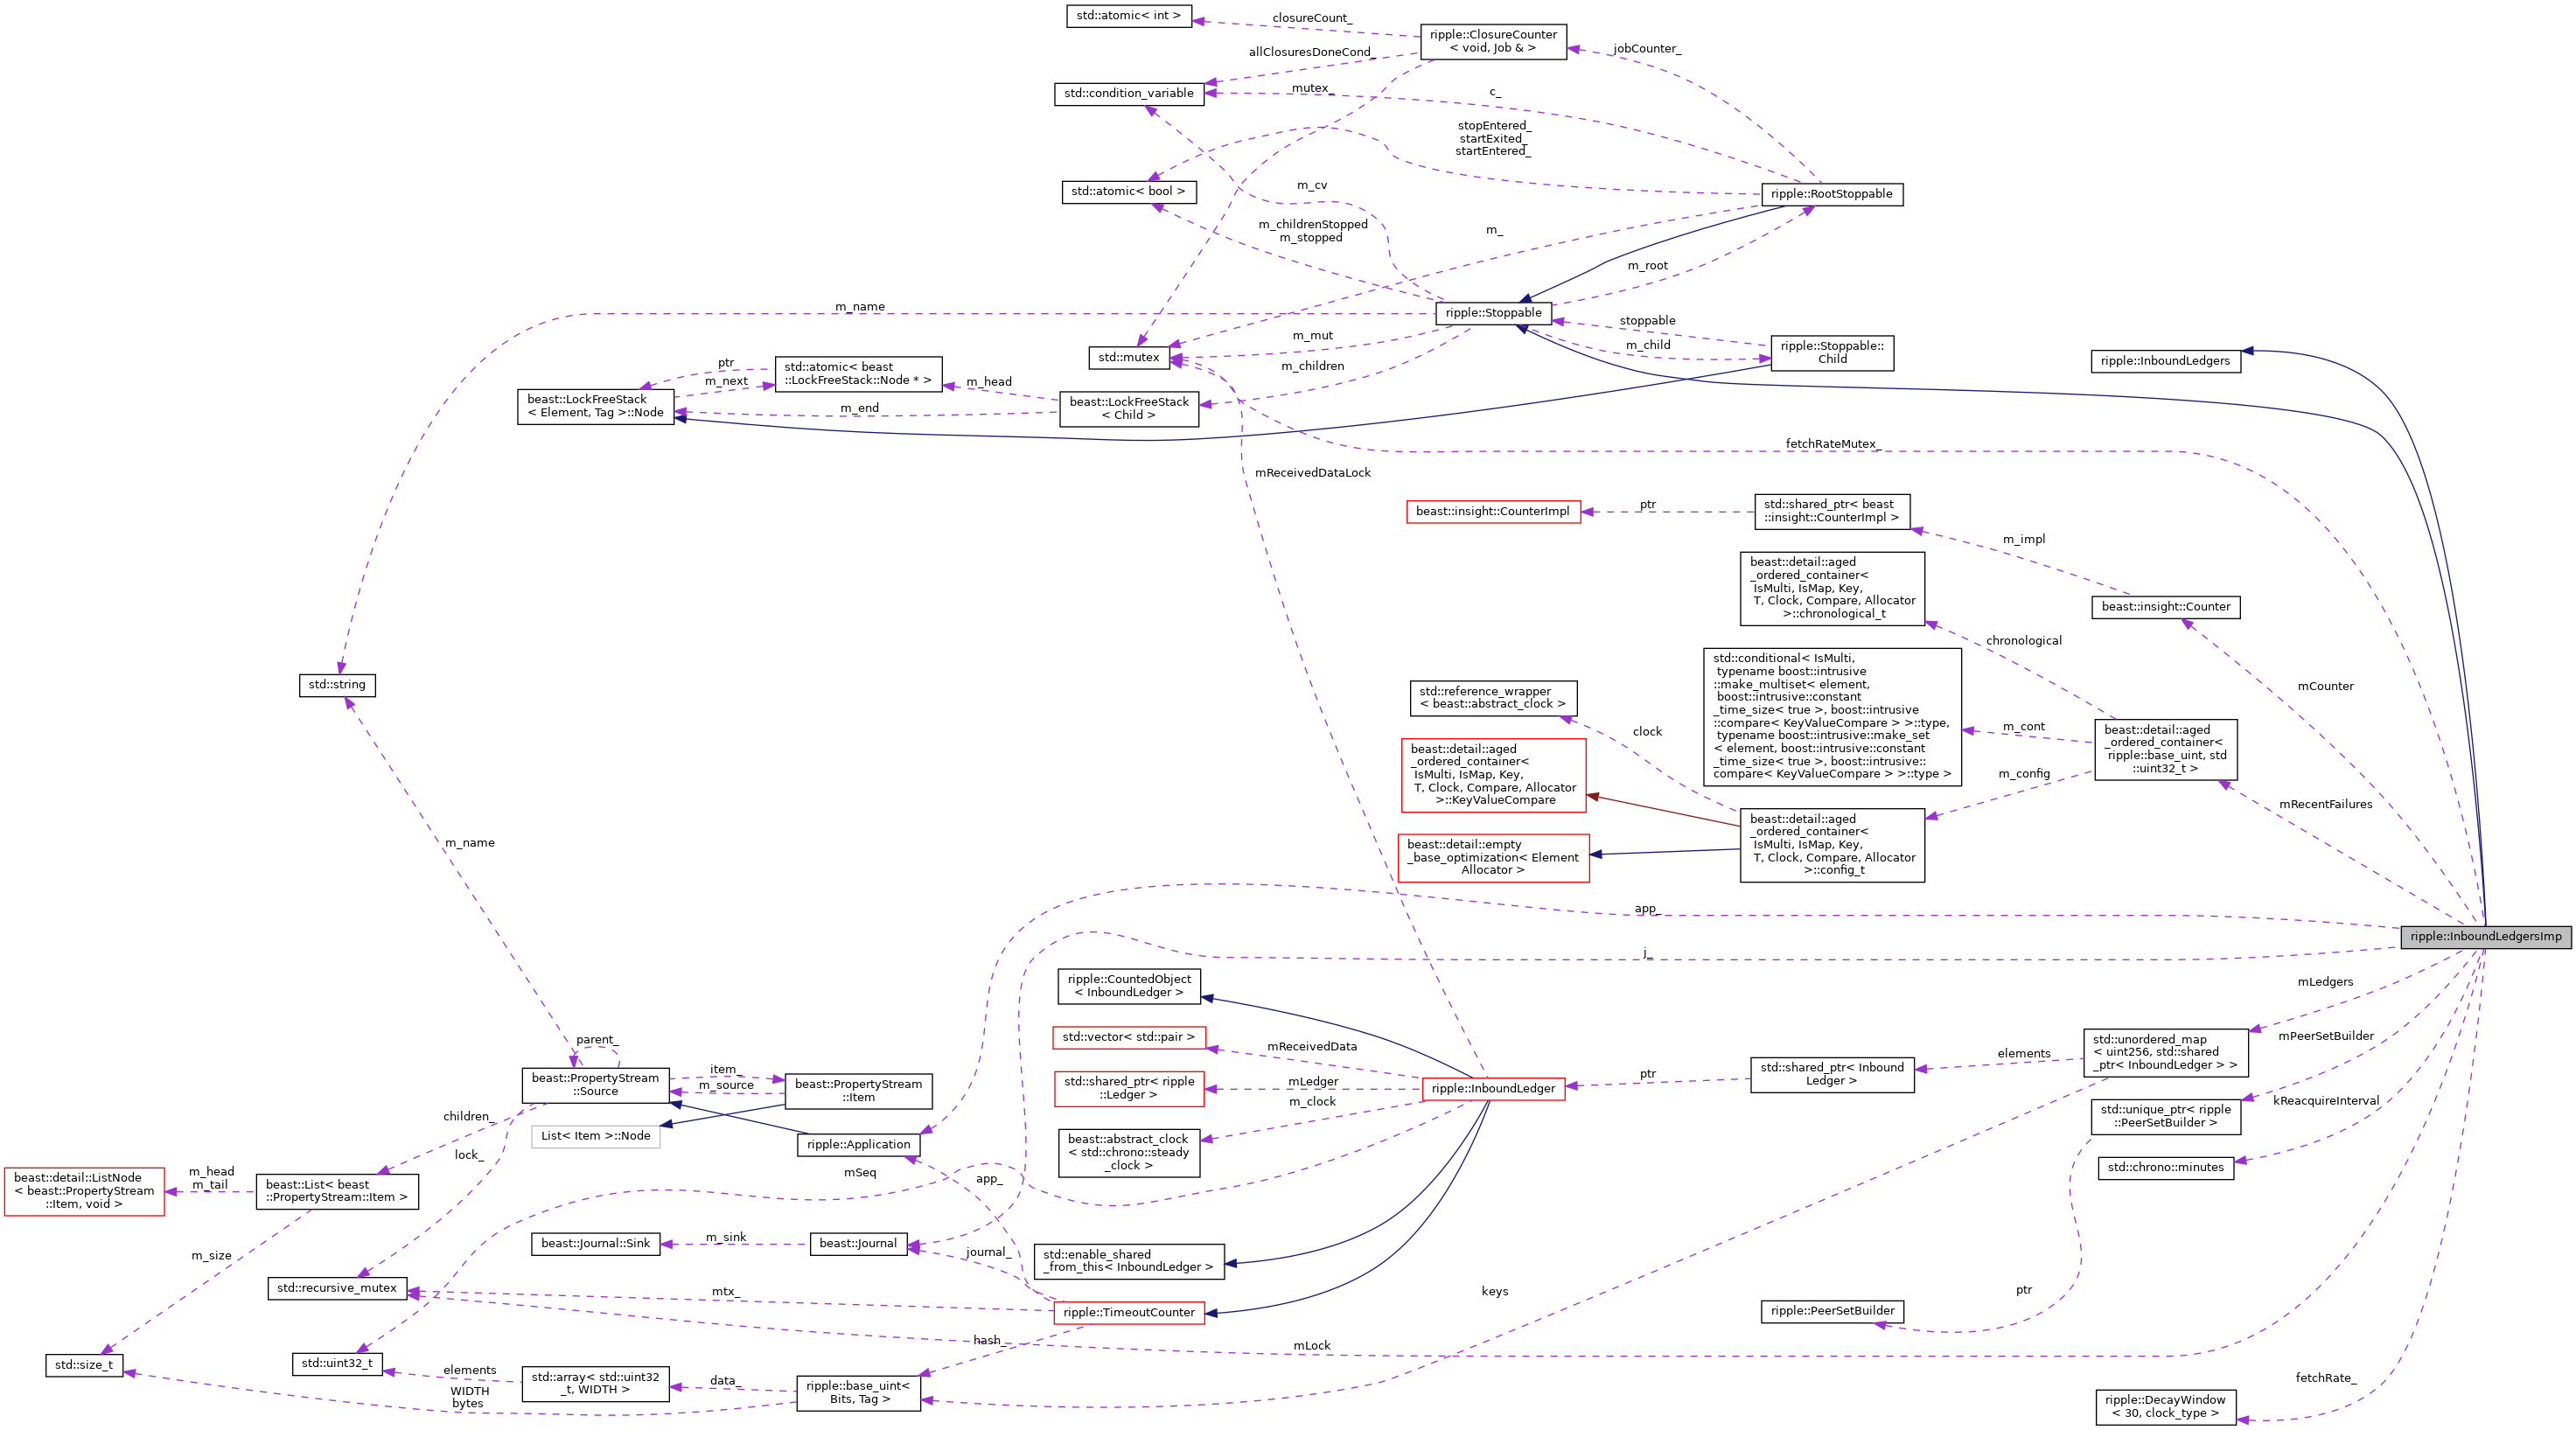 std::atomic< int >
closureCount_
ripple::ClosureCounter
< void, Job & >
jobCounter_
allClosuresDoneCond_
std::condition_variable
mutex_
c_
stopEntered_
startExited_
startEntered_
std::atomic< bool >
m_cv
ripple::RootStoppable
m_childrenStopped
m_stopped
m_
m_root
m_name
ripple::Stoppable
stoppable
m_mut
m_child
ripple::Stoppable::
Child
std::mutex
ripple::InboundLedgers
ptr
std::atomic< beast
::LockFreeStack::Node * >
m_next
m_head
m_children
beast::LockFreeStack
< Element, Tag >::Node
m_end
beast::LockFreeStack
< Child >
fetchRateMutex_
mReceivedDataLock
beast::insight::CounterImpl
ptr
std::shared_ptr< beast
::insight::CounterImpl >
m_impl
beast::detail::aged
_ordered_container<
IsMulti, IsMap, Key,
T, Clock, Compare, Allocator
>::chronological_t
beast::insight::Counter
chronological
std::conditional< IsMulti,
typename boost::intrusive
::make_multiset< element,
boost::intrusive::constant
_time_size< true >, boost::intrusive
::compare< KeyValueCompare > >::type,
typename boost::intrusive::make_set
< element, boost::intrusive::constant
_time_size< true >, boost::intrusive::
compare< KeyValueCompare > >::type >
mCounter
std::string
std::reference_wrapper
< beast::abstract_clock >
clock
m_cont
beast::detail::aged
_ordered_container<
ripple::base_uint, std
::uint32_t >
m_config
beast::detail::aged
_ordered_container<
IsMulti, IsMap, Key,
T, Clock, Compare, Allocator
>::KeyValueCompare
mRecentFailures
beast::detail::aged
_ordered_container<
IsMulti, IsMap, Key,
T, Clock, Compare, Allocator
>::config_t
m_name
beast::detail::empty
_base_optimization< Element
Allocator >
app_
ripple::InboundLedgersImp
j_
ripple::CountedObject
< InboundLedger >
mLedgers
std::vector< std::pair >
mReceivedData
parent_
std::unordered_map
< uint256, std::shared
_ptr< InboundLedger > >
mPeerSetBuilder
elements
beast::PropertyStream
::Source
item_
m_source
beast::PropertyStream
::Item
std::shared_ptr< ripple
::Ledger >
mLedger
ripple::InboundLedger
ptr
std::shared_ptr< Inbound
Ledger >
m_clock
kReacquireInterval
children_
List< Item >::Node
ripple::Application
beast::abstract_clock
< std::chrono::steady
_clock >
std::unique_ptr< ripple
::PeerSetBuilder >
lock_
mSeq
app_
std::chrono::minutes
beast::detail::ListNode
< beast::PropertyStream
::Item, void >
m_head
m_tail
beast::List< beast
::PropertyStream::Item >
m_size
beast::Journal::Sink
m_sink
beast::Journal
journal_
std::enable_shared
_from_this< InboundLedger >
std::recursive_mutex
mtx_
ripple::TimeoutCounter
keys
ptr
ripple::PeerSetBuilder
hash_
mLock
std::size_t
std::uint32_t
elements
std::array< std::uint32
_t, WIDTH >
data_
ripple::base_uint<
Bits, Tag >
WIDTH
bytes
fetchRate_
ripple::DecayWindow
< 30, clock_type >